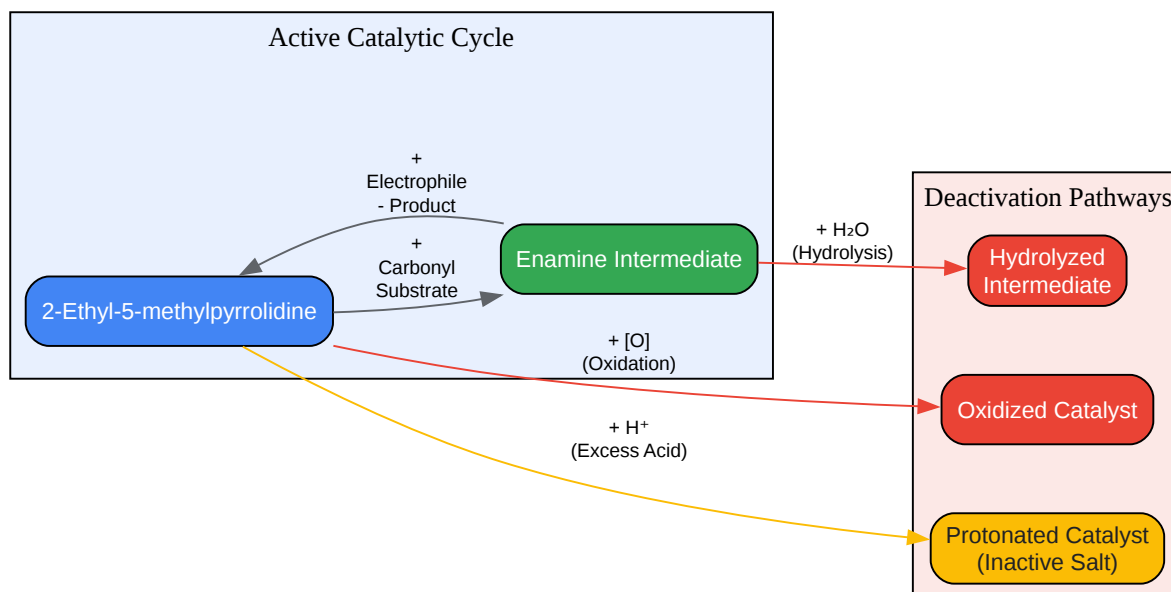 Active Catalytic Cycle
+
Electrophile
- Product
+
Carbonyl
Substrate
2-Ethyl-5-methylpyrrolidine
Enamine Intermediate
+ H₂O
(Hydrolysis)
+ [O]
(Oxidation)
+ H⁺
(Excess Acid)
Deactivation Pathways
Hydrolyzed
Intermediate
Oxidized Catalyst
Protonated Catalyst
(Inactive Salt)